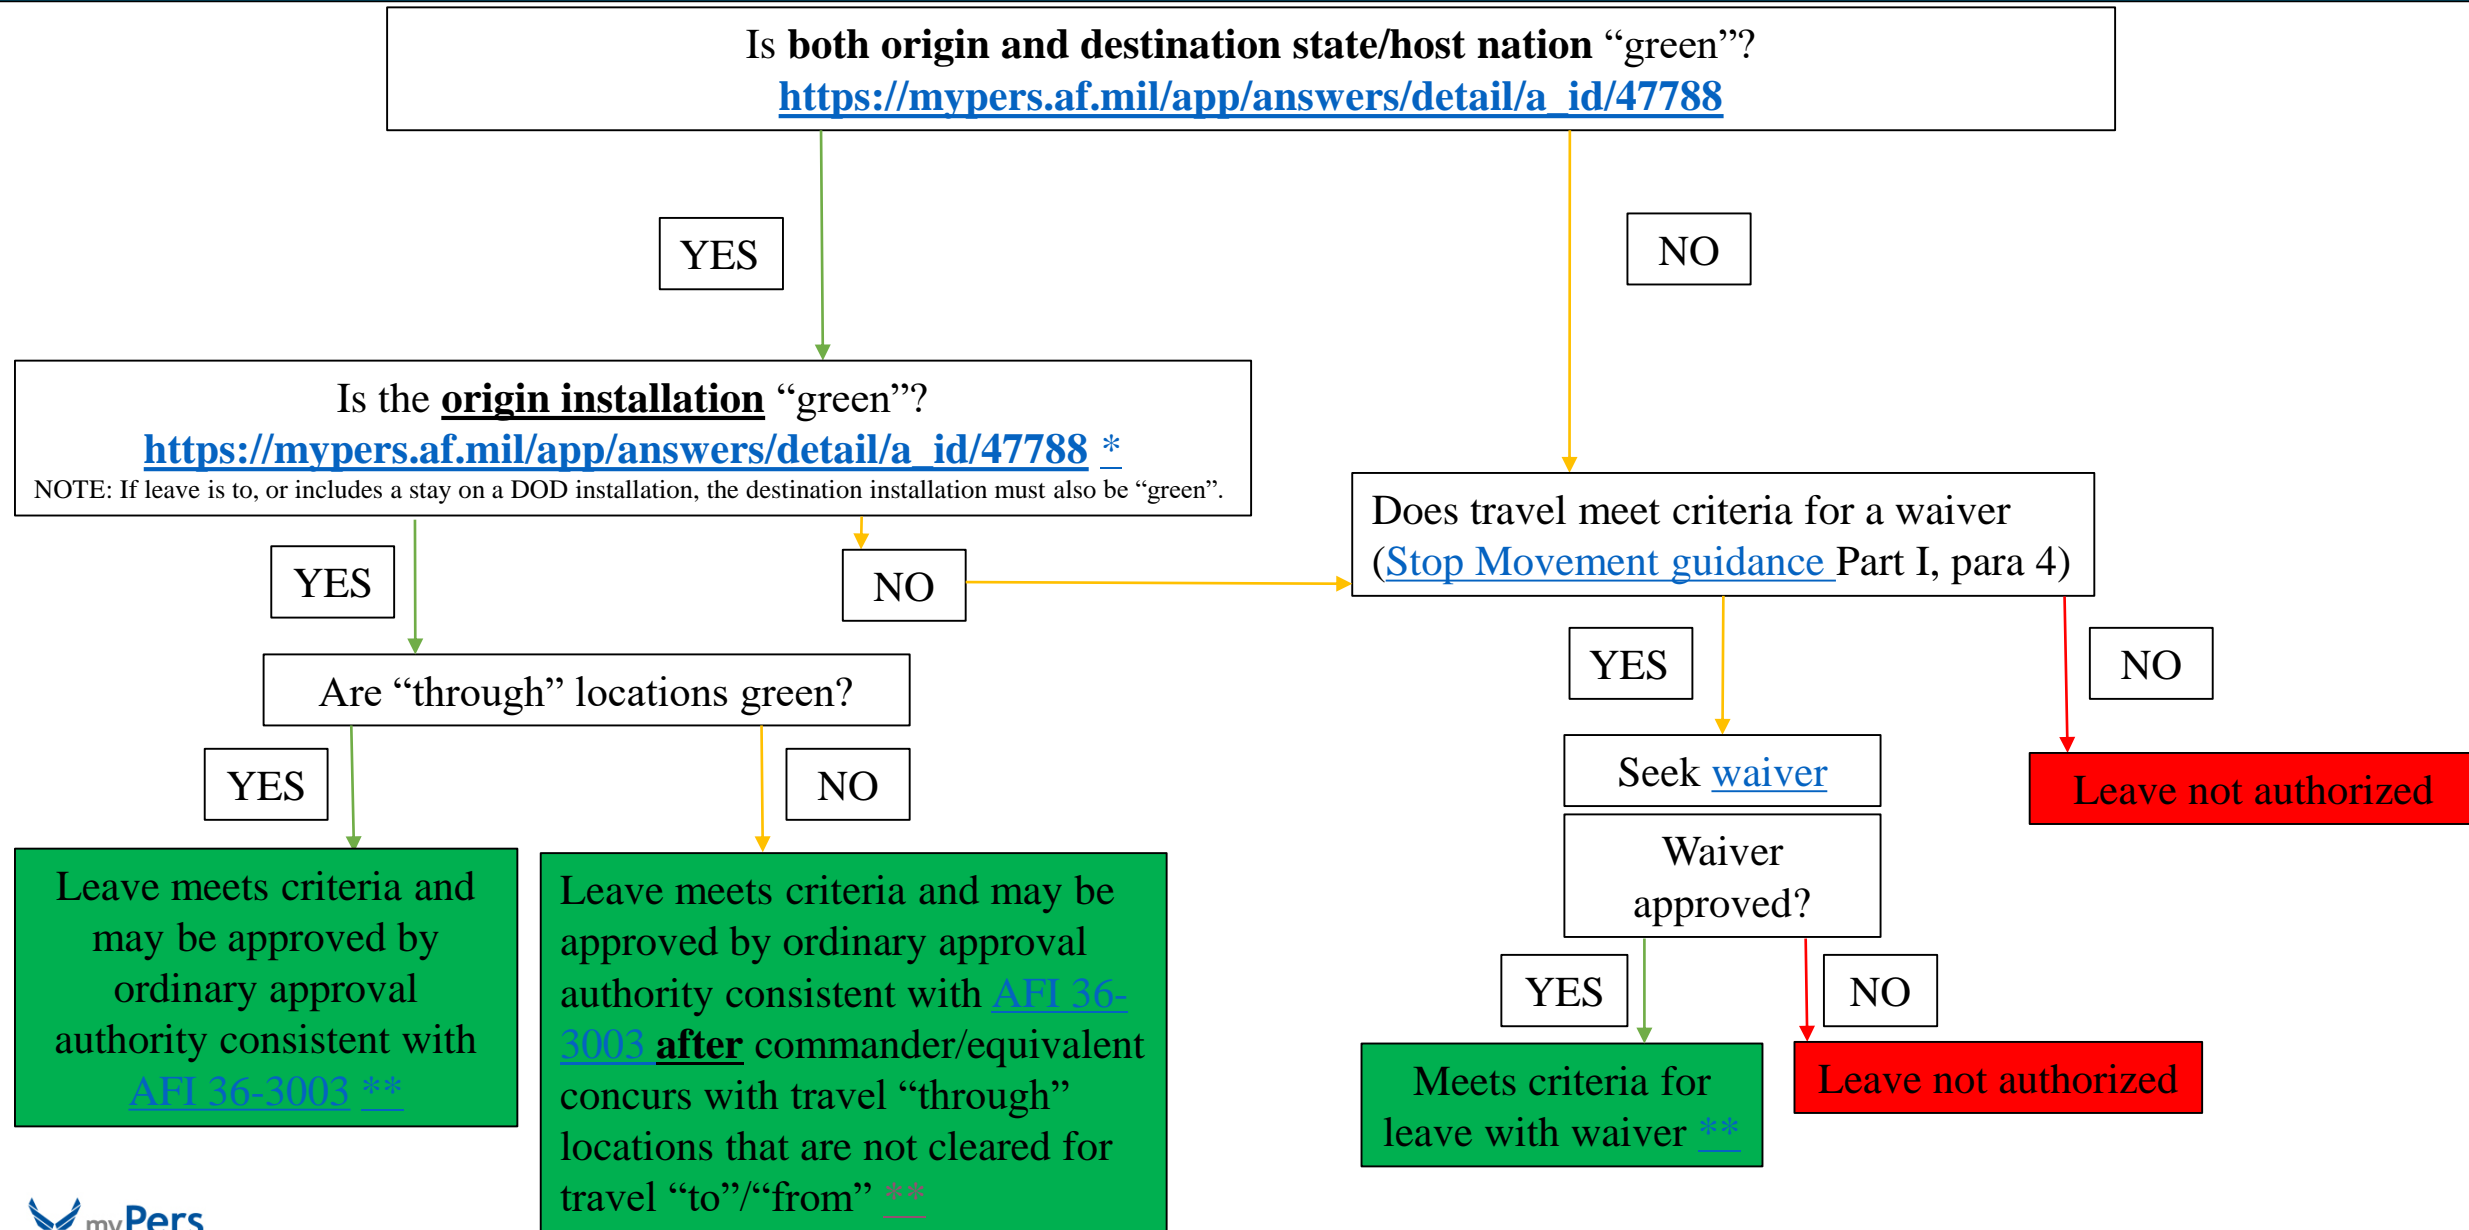 Is both origin and destination state/host nation “green”?
https://mypers.af.mil/app/answers/detail/a_id/47788
YES
NO
Is the origin installation “green”?
https://mypers.af.mil/app/answers/detail/a_id/47788 *
NOTE: If leave is to, or includes a stay on a DOD installation, the destination installation must also be “green”.
Does travel meet criteria for a waiver
(Stop Movement guidance Part I, para 4)
YES
NO
YES
NO
Are “through” locations green?
YES
NO
Seek waiver
Leave not authorized
Waiver
approved?
Leave meets criteria and
may be approved by
ordinary approval
authority consistent with
AFI 36-3003 **
Leave meets criteria and may be
approved by ordinary approval
authority consistent with AFI 36-
3003 after commander/equivalent
concurs with travel “through”
locations that are not cleared for
travel “to”/“from” **
YES
NO
Meets criteria for
leave with waiver **
Leave not authorized
myPers